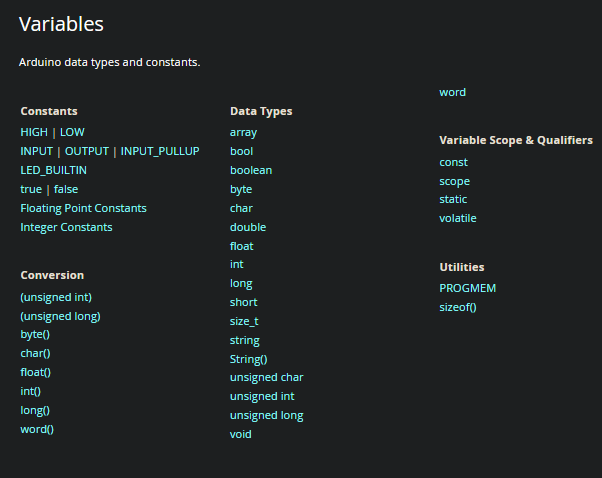 Variables
Arduino data types and constants.
Constants
HIGH | LOW
INPUT | OUTPUT | INPUT_PULLUP
LED_BUILTIN
true | false
Floating Point Constants
Integer Constants
Conversion
(unsigned int)
(unsigned long)
byte()
char()
float()
int()
long()
word()
Data Types
array
bool
boolean
byte
char
double
float
int
long
short
size_t
string
String()
unsigned char
unsigned int
unsigned long
void
word
Variable Scope & Qualifiers
const
scope
static
volatile
Utilities
PROGMEM
sizeof()